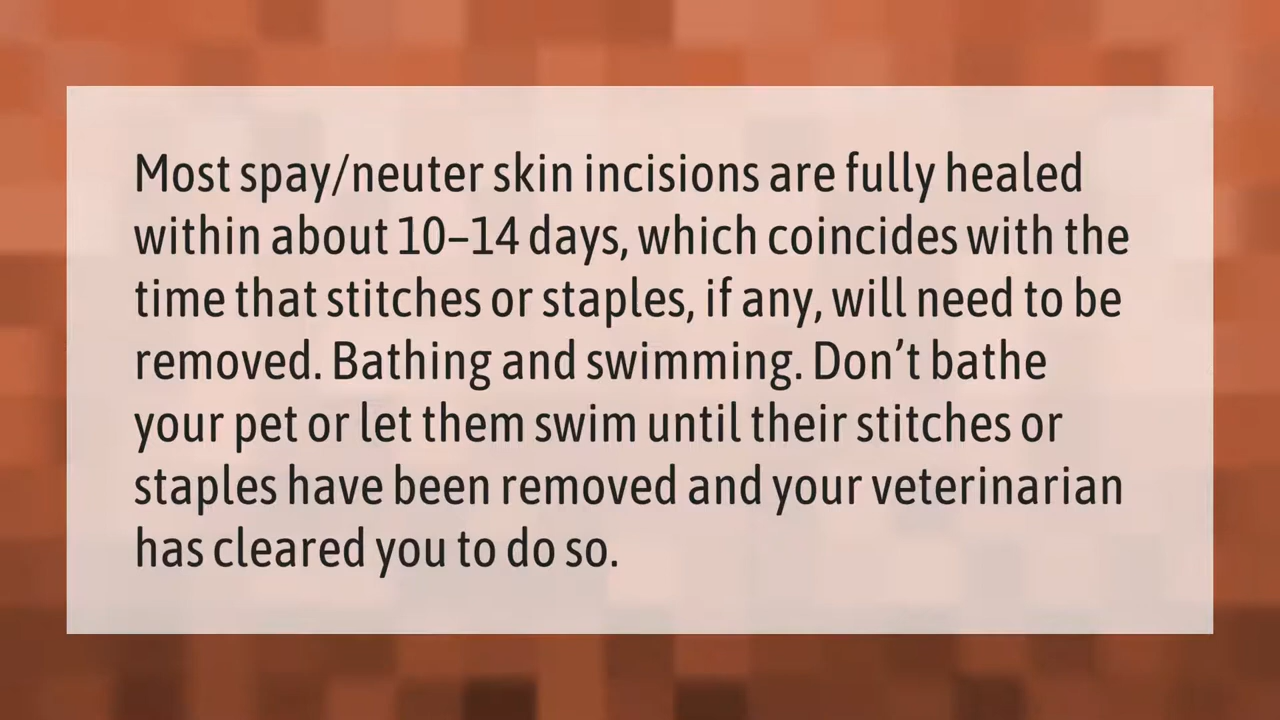 Most spay/neuter skin incisions are fully healed
within about 10–14 days, which coincides with the
time that stitches or staples, if any, will need to be
removed. Bathing and swimming. Don’t bathe
your pet or let them swim until their stitches or
staples have been removed and your veterinarian
has cleared you to do so.